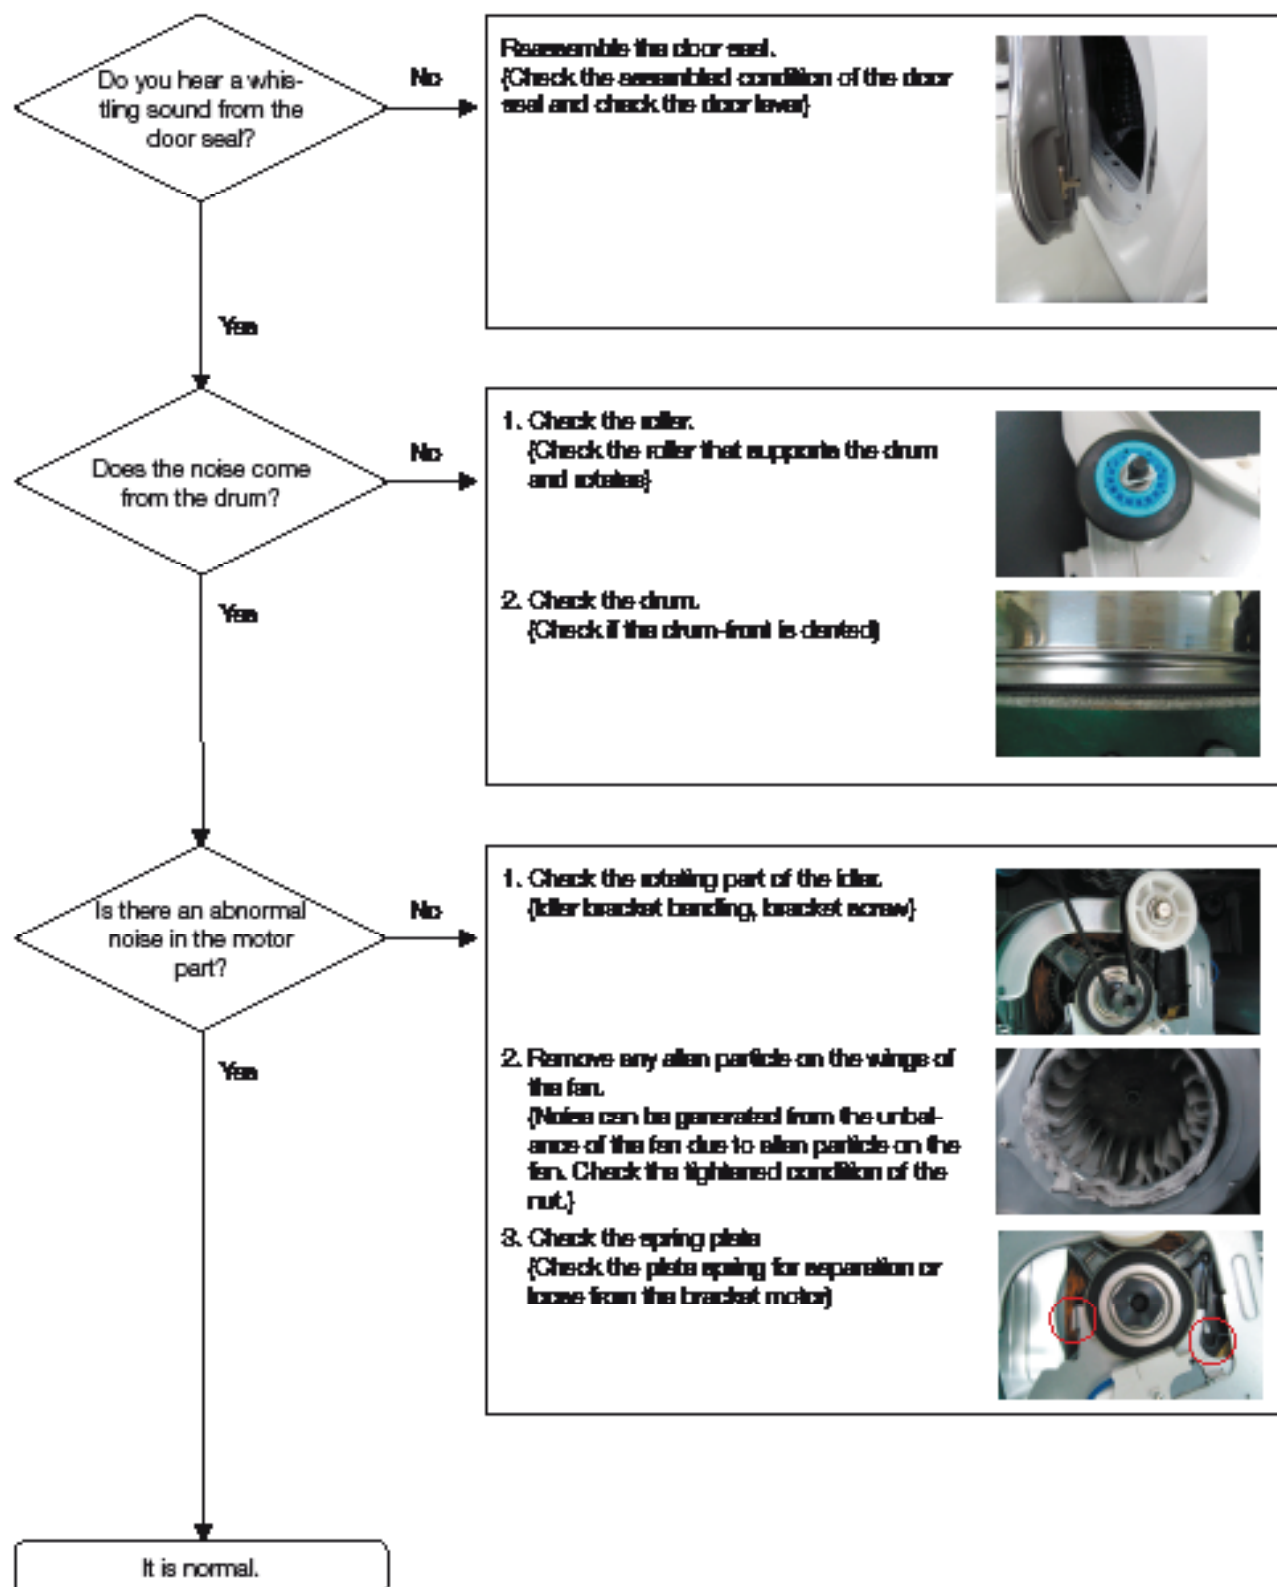 Do you hear a whis-
tling sound from the
door seal?
No
Yes
Reassemble the door seal.
(Check the assembled condition of the door
seal and check the door lever)
Does the noise come
from the drum?
No
Yes
1. Check the roller.
(Check the roller that supports the drum
and rotates)
2. Check the drum.
(Check if the drum-front is dented)
Is there an abnormal
noise in the motor
part?
No
Yes
1. Check the rotating part of the idler.
(Idler bracket bending, bracket screw)
2. Remove any alien particle on the wings of
the fan.
(Noise can be generated from the unbal-
ance of the fan due to alien particle on the
fan. Check the tightened condition of the
nut.)
3. Check the spring plate
(Check the plate spring for separation or
loose from the bracket motor)
It is normal.